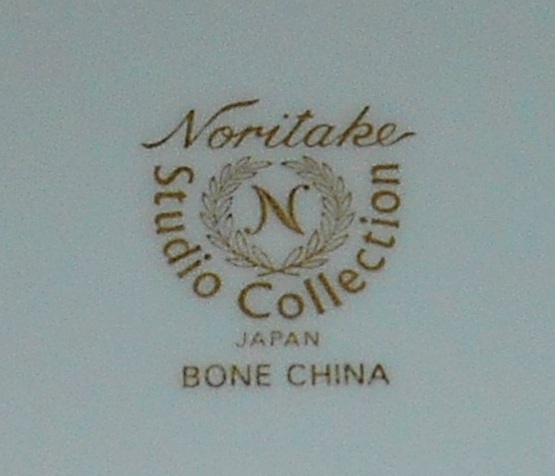 Noritake
N
Studio Collection
JAPAN
BONE CHINA